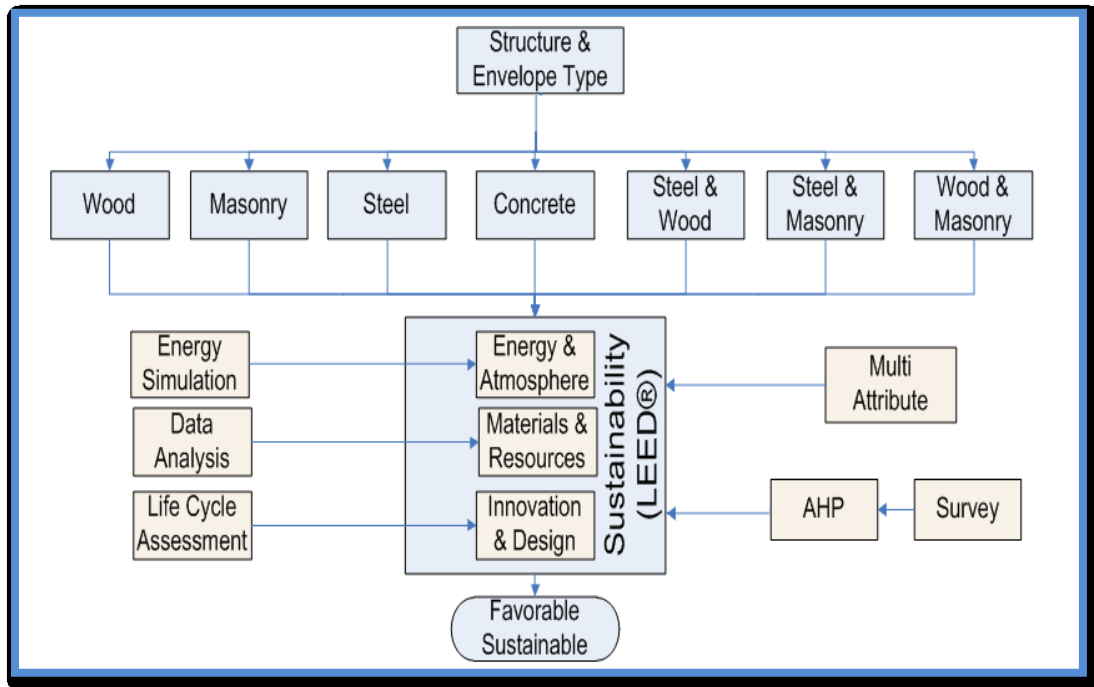 Structure &
Envelope Type
Wood
Masonry
Steel
Concrete
Steel &
Wood
Steel &
Masonry
Wood &
Masonry
Energy
Simulation
Data
Analysis
Life Cycle
Assessment
Energy &
Atmosphere
Materials &
Resources
Innovation
& Design
Sustainability
(LEED®)
Multi
Attribute
AHP
Survey
Favorable
Sustainable